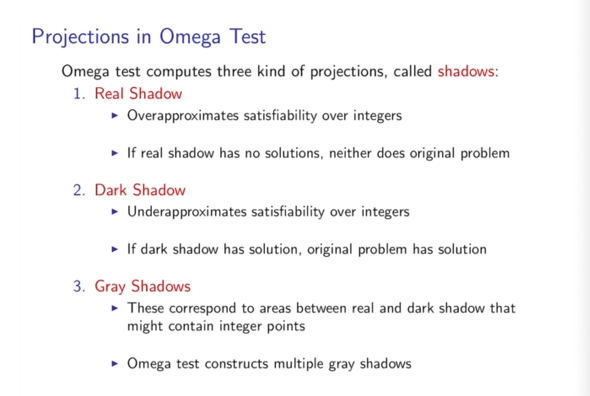 Projections in Omega Test
Omega test computes three kind of projections, called shadows:
1. Real Shadow
▶ Overapproximates satisfiability over integers
▶ If real shadow has no solutions, neither does original problem
2. Dark Shadow
▶ Underapproximates satisfiability over integers
▶ If dark shadow has solution, original problem has solution
3. Gray Shadows
▶ These correspond to areas between real and dark shadow that
might contain integer points
▶ Omega test constructs multiple gray shadows